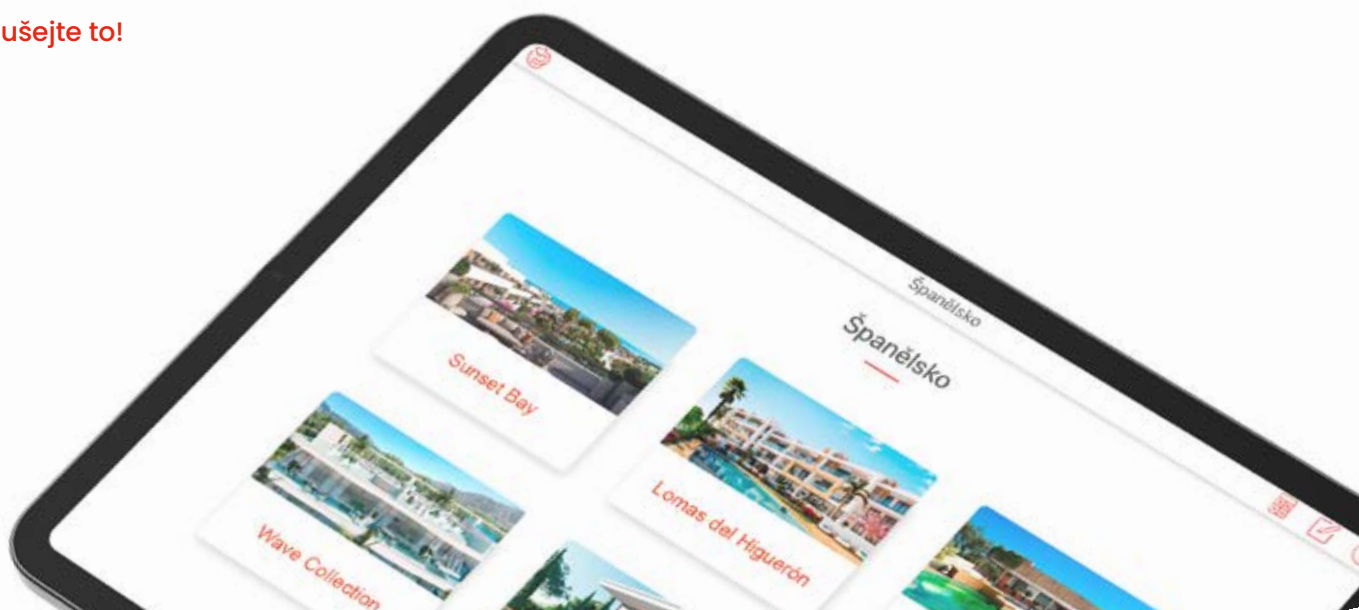 ušejte to!
Španělsko
Španělsko
Sunset Bay
Lomas del Higuerón
Wave Collection